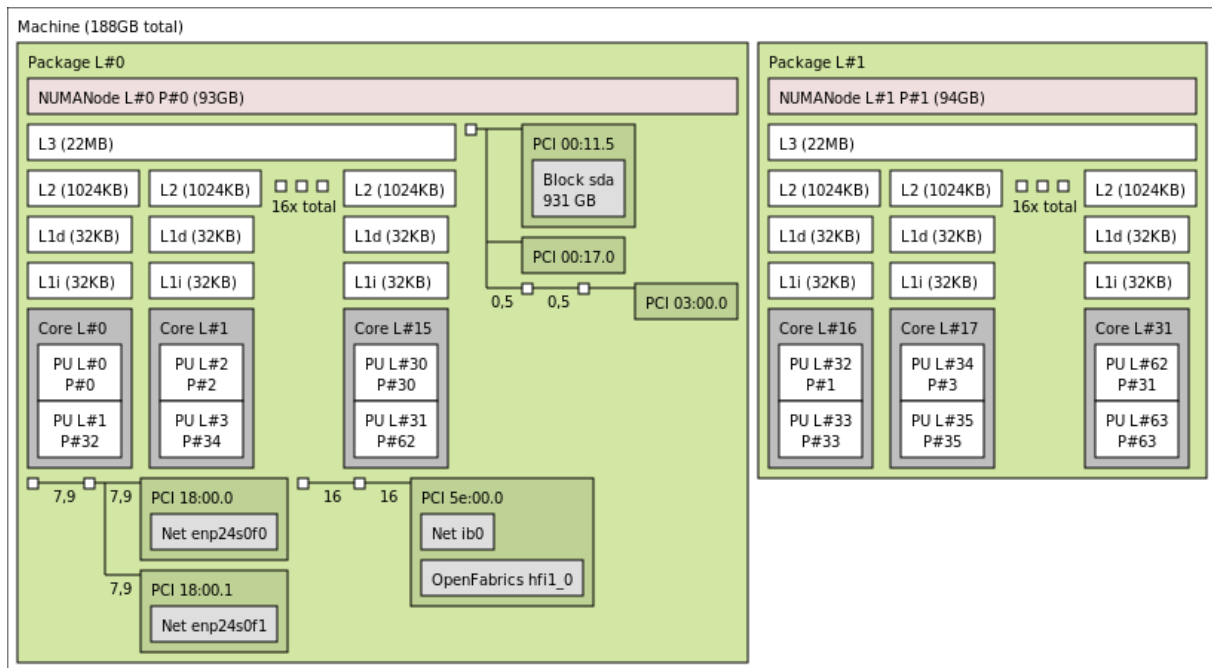 Machine (188GB total)
Package L#0
NUMANode L#0 P#0 (93GB)
L3 (22MB)
L2 (1024KB)
L2 (1024KB)
16x total
L2 (1024KB)
L1d (32KB)
L1d (32KB)
L1d (32KB)
L1i (32KB)
L1i (32KB)
L1i (32KB)
Core L#0
PU L#0
P#0
PU L#1
P#32
Core L#1
PU L#2
P#2
PU L#3
P#34
Core L#15
PU L#30
P#30
PU L#31
P#62
PCI 00:11.5
Block sda
931 GB
PCI 00:17.0
0,5
0,5
PCI 03:00.0
7,9
7,9
PCI 18:00.0
Net enp24s0f0
7,9
PCI 18:00.1
Net enp24s0f1
16
16
PCI 5e:00.0
Net ib0
OpenFabrics hfi1_0
Package L#1
NUMANode L#1 P#1 (94GB)
L3 (22MB)
L2 (1024KB)
L2 (1024KB)
16x total
L2 (1024KB)
L1d (32KB)
L1d (32KB)
L1d (32KB)
L1i (32KB)
L1i (32KB)
L1i (32KB)
Core L#16
PU L#32
P#1
PU L#33
P#33
Core L#17
PU L#34
P#3
PU L#35
P#35
Core L#31
PU L#62
P#31
PU L#63
P#63